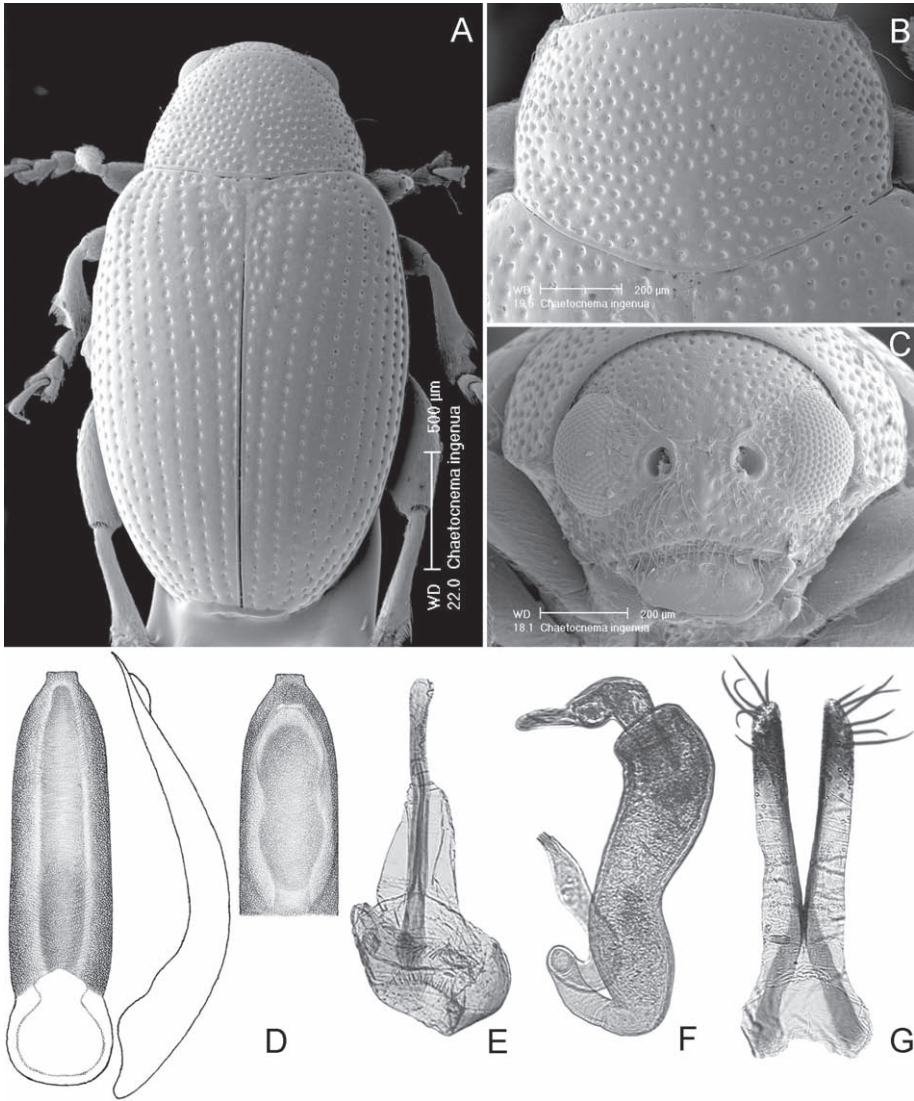 A
WD 500 µm
22.0 Chaetocnema ingenua
B
WD 200 µm
19.6 Chaetocnema ingenua
C
WD 200 µm
18.1 Chaetocnema ingenua
D
E
F
G